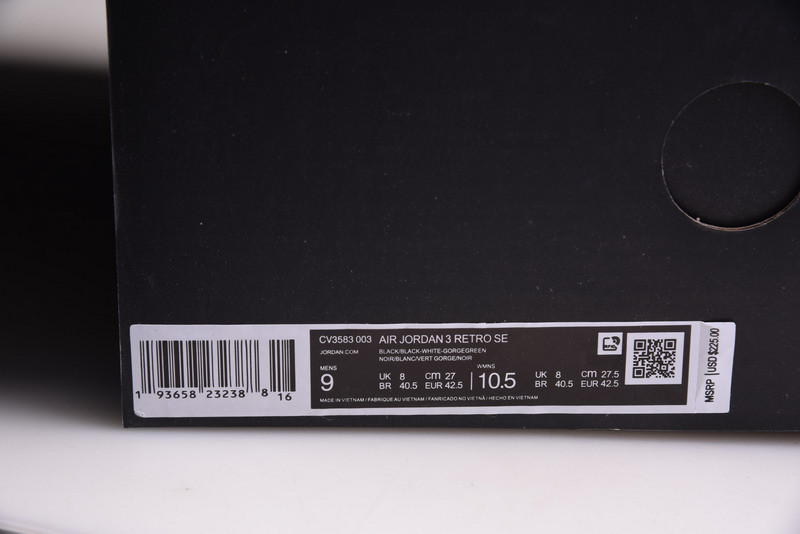 CV3583 003 AIR JORDAN 3 RETRO SE
JORDAN.COM BLACK/BLACK-WHITE-GORGEGREEN
NOIR/BLANC/VERT GORGE/NOIR
MENS WMNS
9 UK 8 CM 27 10.5 UK 8 CM 27.5
BR 40.5 EUR 42.5 BR 40.5 EUR 42.5
MADE IN VIETNAM / FABRIQUE AU VIETNAM / FANRICADO NO VIETNÃ / HECHO EN VIETNAM
1 93658 23238 8 16
MSRP USD $225.00